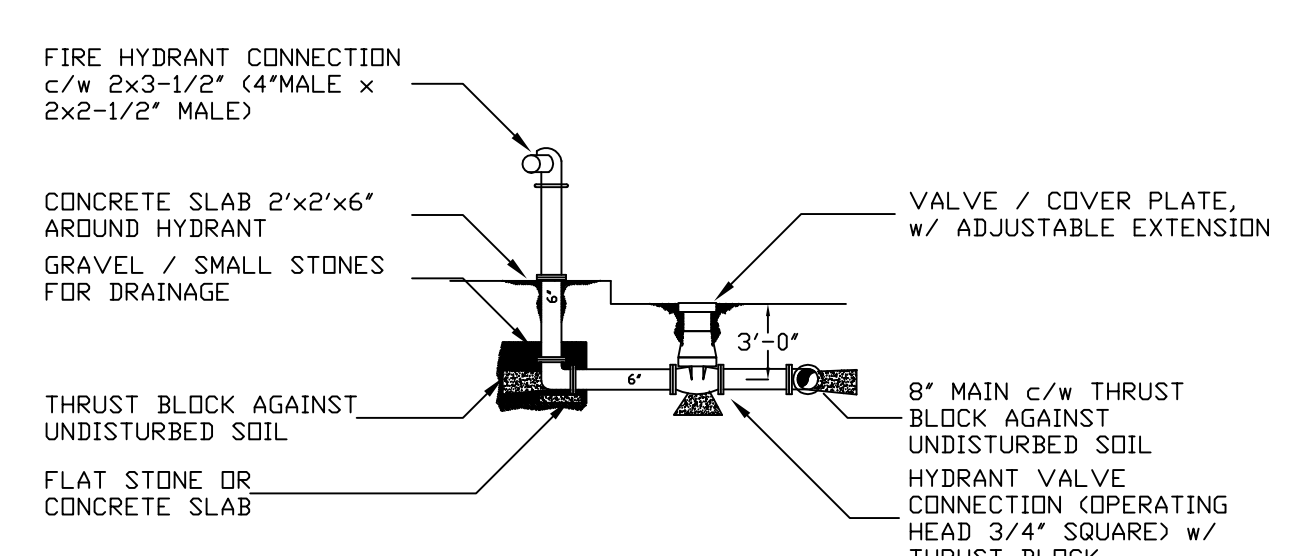 FIRE HYDRANT CONNECTION
c/w 2x3-1/2" (4"MALE x
2x2-1/2" MALE)
CONCRETE SLAB 2'x2'x6"
AROUND HYDRANT
GRAVEL / SMALL STONES
FOR DRAINAGE
THRUST BLOCK AGAINST
UNDISTURBED SOIL
FLAT STONE OR
CONCRETE SLAB
6"
6"
3'-0"
VALVE / COVER PLATE,
w/ ADJUSTABLE EXTENSION
8" MAIN c/w THRUST
BLOCK AGAINST
UNDISTURBED SOIL
HYDRANT VALVE
CONNECTION (OPERATING
HEAD 3/4" SQUARE) w/
THRUST BLOCK